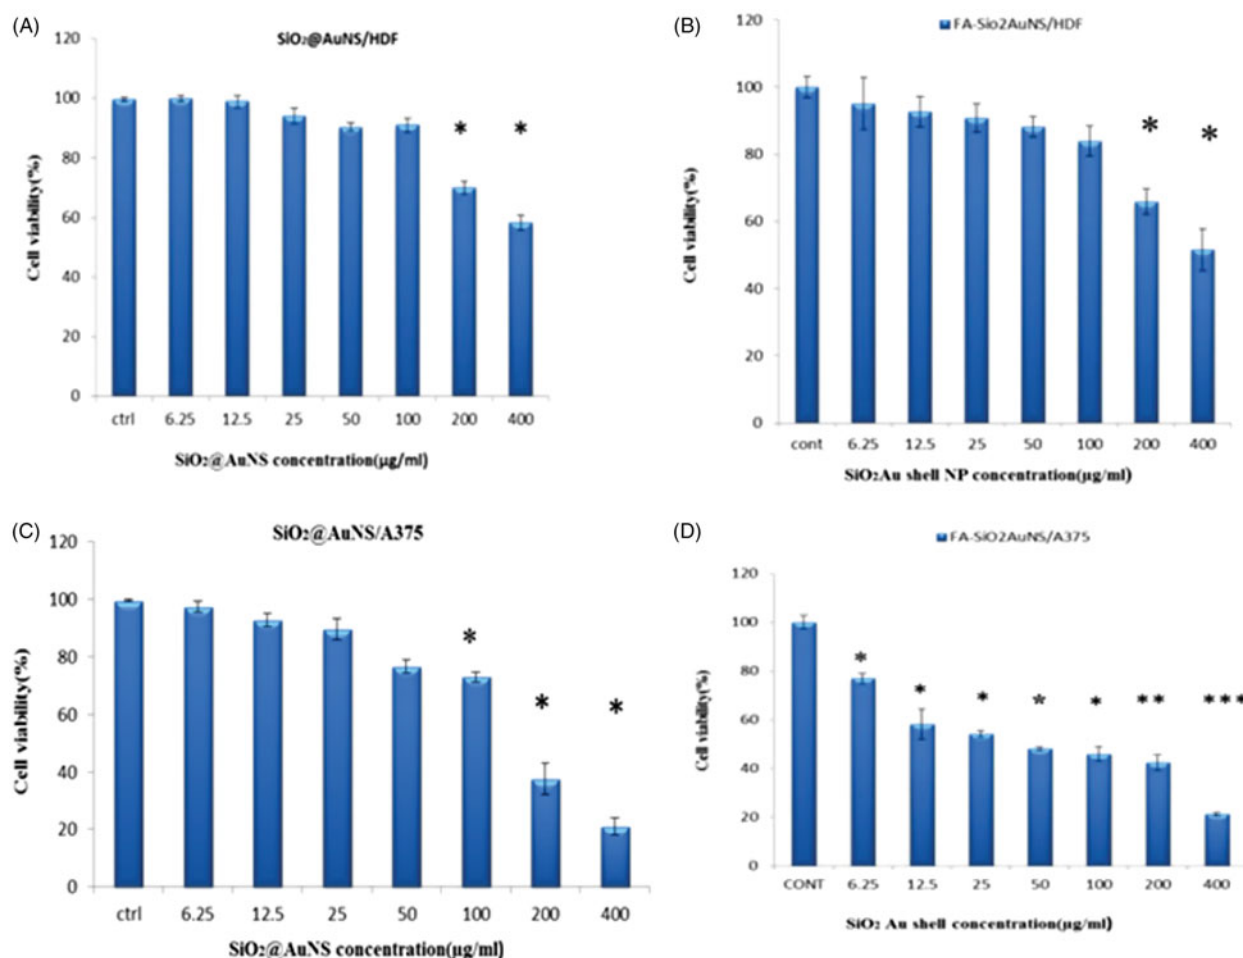 (A)
SiO₂@AuNS/HDF
Cell viability(%)
120
100
80
60
40
20
0
* *
ctrl 6.25 12.5 25 50 100 200 400
SiO₂@AuNS concentration(µg/ml)
(B)
FA-Sio2AuNS/HDF
Cell viability(%)
120
100
80
60
40
20
0
* *
cont 6.25 12.5 25 50 100 200 400
SiO₂Au shell NP concentration(µg/ml)
(C)
SiO₂@AuNS/A375
Cell viability(%)
120
100
80
60
40
20
0
* * *
ctrl 6.25 12.5 25 50 100 200 400
SiO₂@AuNS concentration(µg/ml)
(D)
FA-SiO2AuNS/A375
Cell viability(%)
120
100
80
60
40
20
0
* * * * * ** ***
CONT 6.25 12.5 25 50 100 200 400
SiO₂ Au shell concentration(µg/ml)